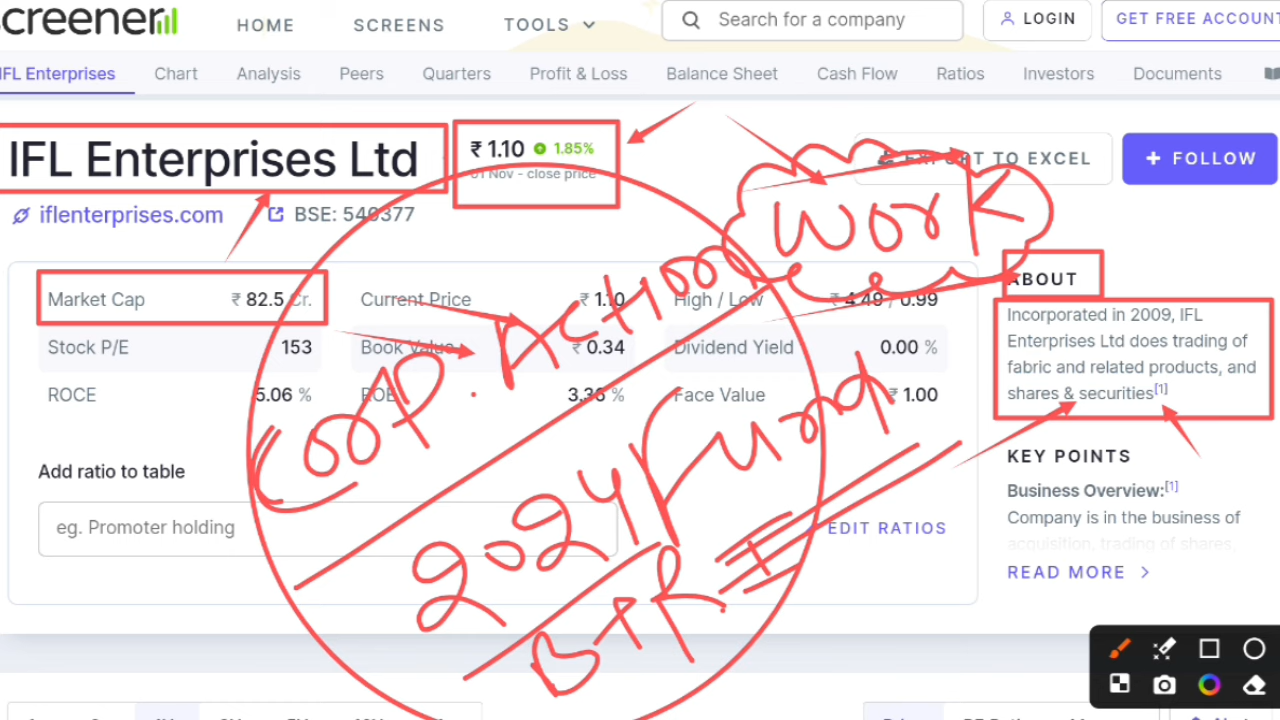 screener
HOME SCREENS TOOLS
Search for a company
LOGIN
GET FREE ACCOUNT
IFL Enterprises Chart Analysis Peers Quarters Profit & Loss Balance Sheet Cash Flow Ratios Investors Documents
IFL Enterprises Ltd
₹ 1.10 1.85%
01 Nov - close price
EXPORT TO EXCEL
+ FOLLOW
iflenterprises.com BSE: 540377
Work
Corp. Action
2024 Fund
B+R
Market Cap ₹ 82.5 Cr.
Current Price ₹ 1.10
High / Low ₹ 4.49 / 0.99
Stock P/E 153
Book Value ₹ 0.34
Dividend Yield 0.00 %
ROCE 5.06 %
ROE 3.36 %
Face Value ₹ 1.00
Add ratio to table
eg. Promoter holding
EDIT RATIOS
ABOUT
Incorporated in 2009, IFL
Enterprises Ltd does trading of
fabric and related products, and
shares & securities[1]
KEY POINTS
Business Overview:[1]
Company is in the business of
acquisition, trading of shares,
READ MORE